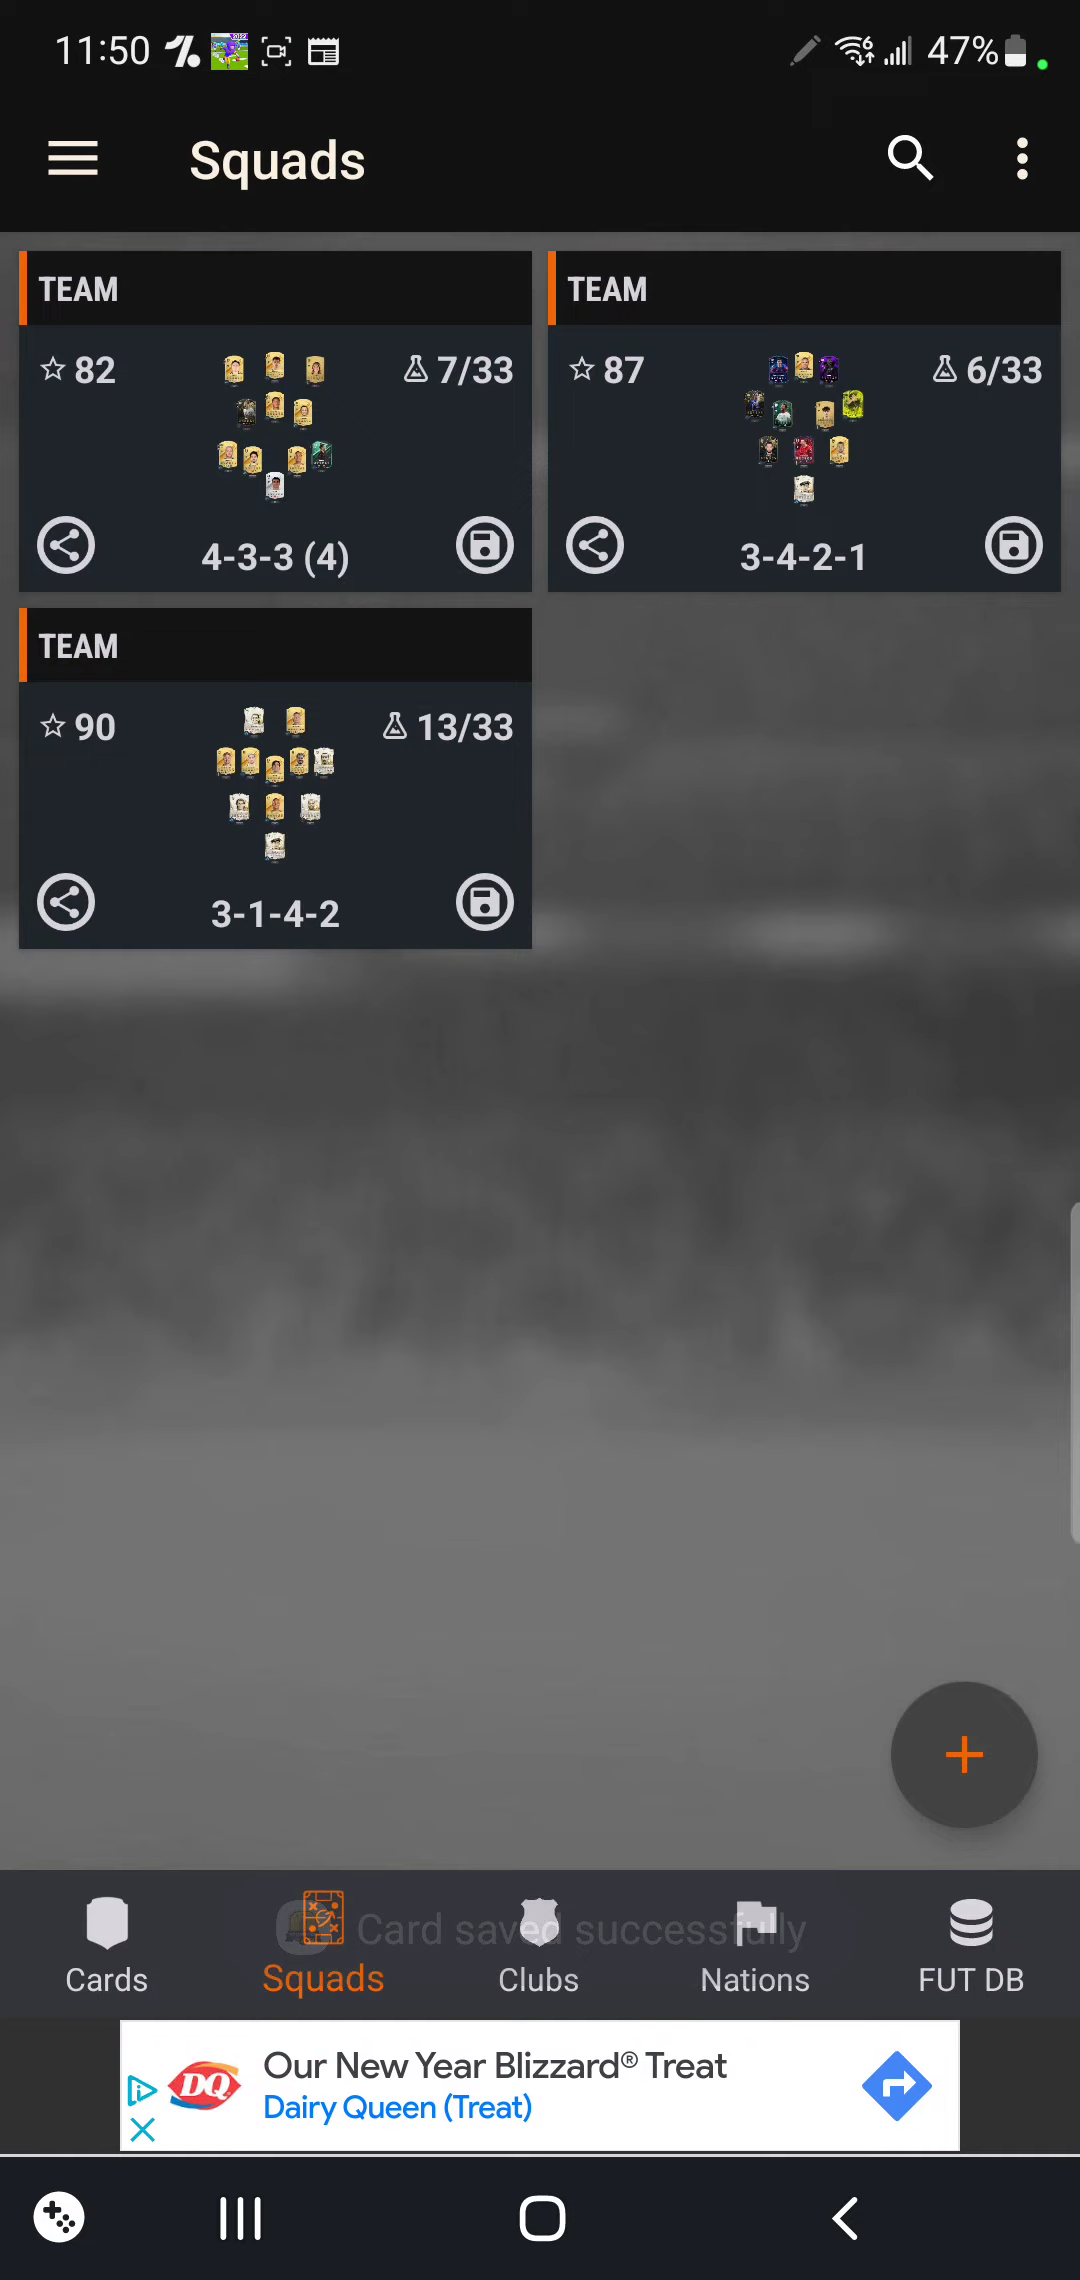 11:50
47%
Squads
TEAM
82
7/33
4-3-3 (4)
TEAM
87
6/33
3-4-2-1
TEAM
90
13/33
3-1-4-2
Card saved successfully
Cards
Squads
Clubs
Nations
FUT DB
DQ
Our New Year Blizzard® Treat
Dairy Queen (Treat)